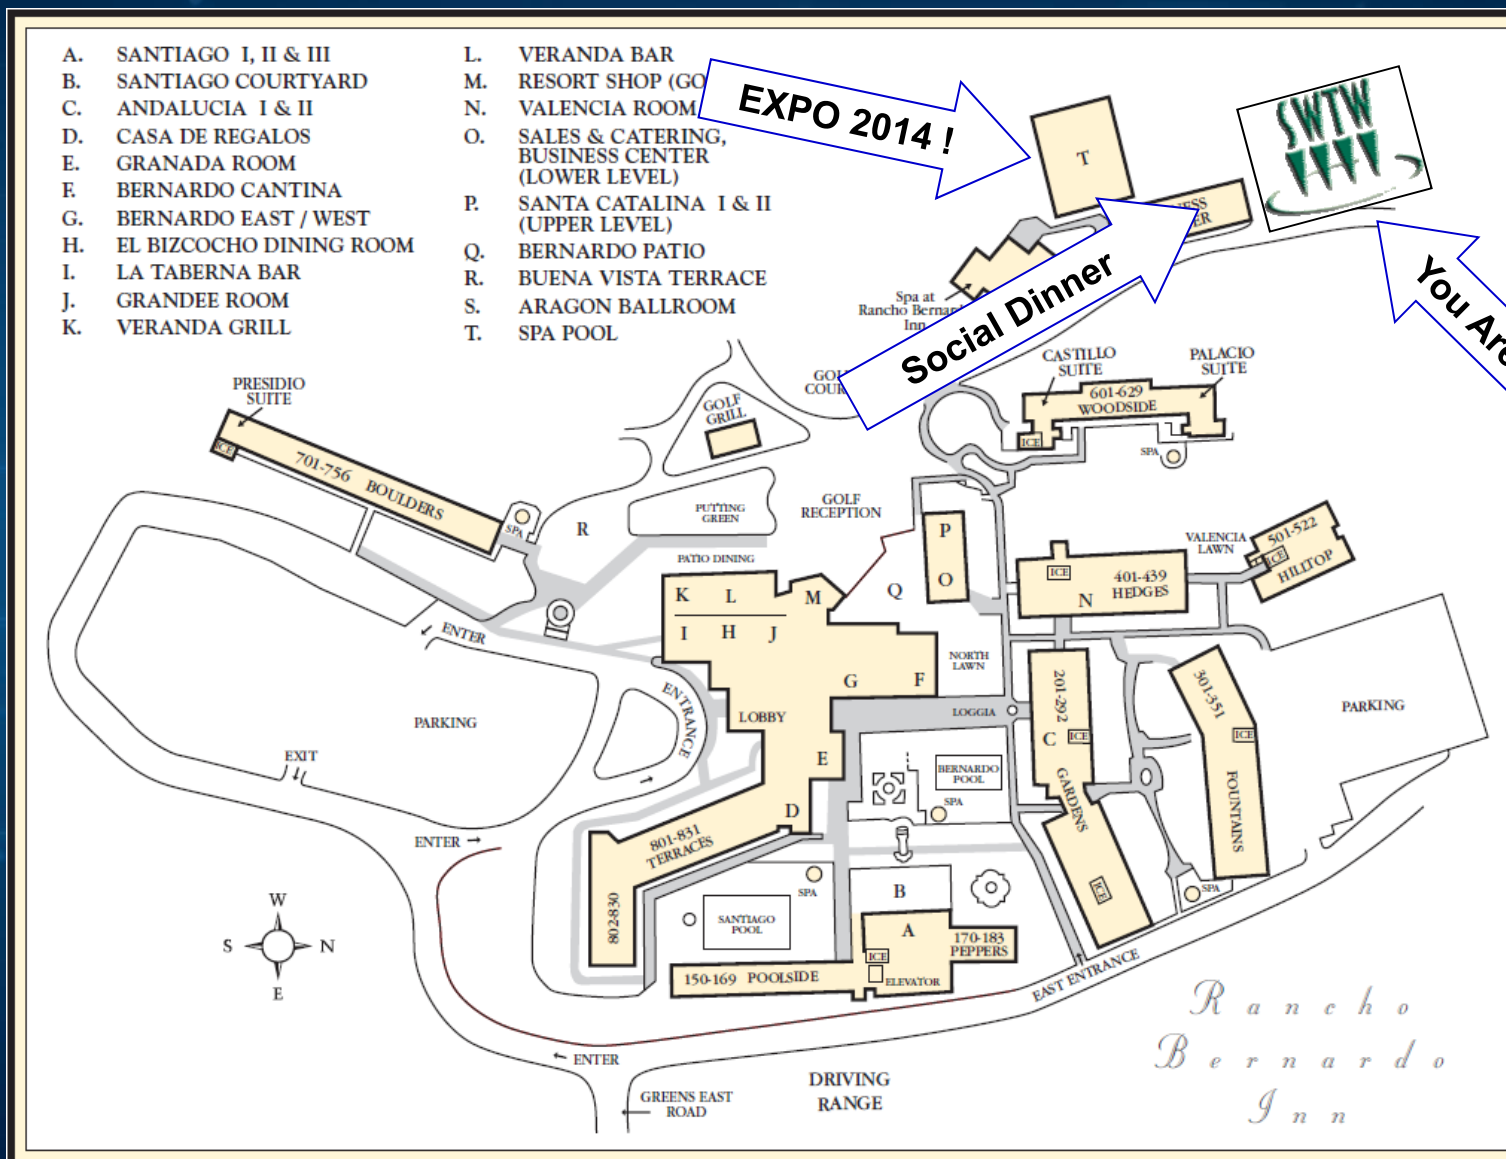 A. SANTIAGO I, II & III
B. SANTIAGO COURTYARD
C. ANDALUCIA I & II
D. CASA DE REGALOS
E. GRANADA ROOM
F. BERNARDO CANTINA
G. BERNARDO EAST / WEST
H. EL BIZCOCHO DINING ROOM
I. LA TABERNA BAR
J. GRANDEE ROOM
K. VERANDA GRILL
L. VERANDA BAR
M. RESORT SHOP (GO
N. VALENCIA ROOM
O. SALES & CATERING,
BUSINESS CENTER
(LOWER LEVEL)
P. SANTA CATALINA I & II
(UPPER LEVEL)
Q. BERNARDO PATIO
R. BUENA VISTA TERRACE
S. ARAGON BALLROOM
T. SPA POOL
EXPO 2014 !
T
SWTW
Social Dinner
You Are
Spa at
Rancho Bernar
Inn
CASTILLO
SUITE
PALACIO
SUITE
601-629
WOODSIDE
ICE
SPA
PRESIDIO
SUITE
ICE
701-756 BOULDERS
SPA
R
GOLF
GRILL
PUTTING
GREEN
GOLF
RECEPTION
PATIO DINING
K L M
I H J
Q
P
O
VALENCIA
LAWN
501-522
ICE
HILLTOP
ICE
401-439
HEDGES
N
ENTER
ENTRANCE
PARKING
EXIT
ENTER
LOBBY
G F
E
D
NORTH
LAWN
LOGGIA
BERNARDO
POOL
SPA
201-292
C
ICE
GARDENS
ICE
301-351
ICE
FOUNTAINS
SPA
PARKING
801-831
TERRACES
802-830
SPA
SANTIAGO
POOL
B
A
ICE
ELEVATOR
170-183
PEPPERS
150-169 POOLSIDE
EAST ENTRANCE
W
S N
E
ENTER
GREENS EAST
ROAD
DRIVING
RANGE
Rancho
Bernardo
Inn